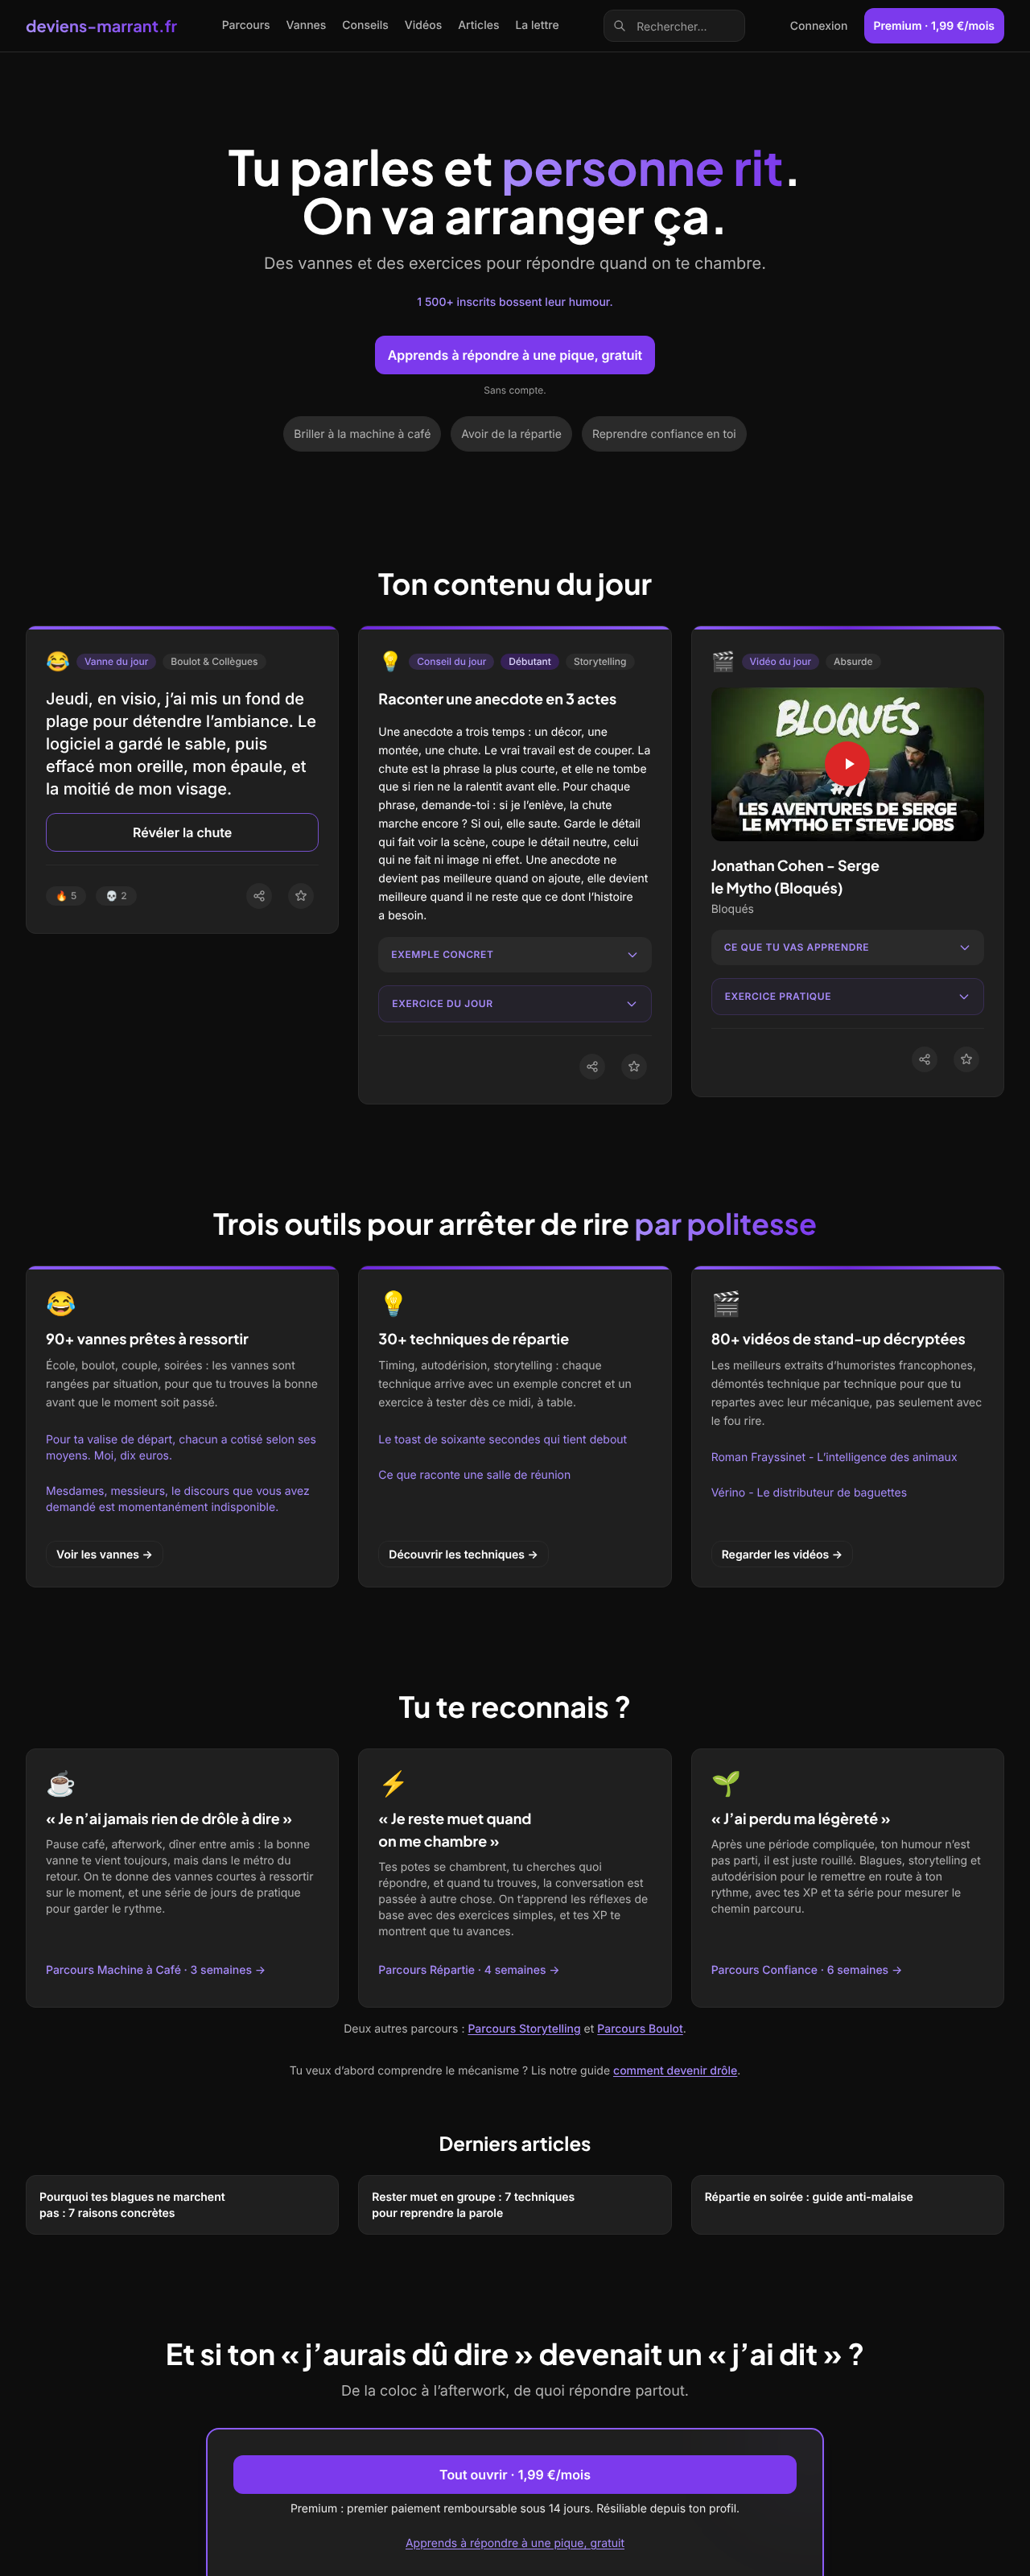 deviens-marrant.fr
Parcours
Vannes
Conseils
Vidéos
Articles
La lettre
Rechercher...
Connexion
Premium · 1,99 €/mois
Tu parles et personne rit.
On va arranger ça.
Des vannes et des exercices pour répondre quand on te chambre.
1 500+ inscrits bossent leur humour.
Apprends à répondre à une pique, gratuit
Sans compte.
Briller à la machine à café
Avoir de la répartie
Reprendre confiance en toi
Ton contenu du jour
Vanne du jour
Boulot & Collègues
Jeudi, en visio, j’ai mis un fond de
plage pour détendre l’ambiance. Le
logiciel a gardé le sable, puis
effacé mon oreille, mon épaule, et
la moitié de mon visage.
Révéler la chute
5
2
Conseil du jour
Débutant
Storytelling
Raconter une anecdote en 3 actes
Une anecdote a trois temps : un décor, une
montée, une chute. Le vrai travail est de couper. La
chute est la phrase la plus courte, et elle ne tombe
que si rien ne la ralentit avant elle. Pour chaque
phrase, demande-toi : si je l’enlève, la chute
marche encore ? Si oui, elle saute. Garde le détail
qui fait voir la scène, coupe le détail neutre, celui
qui ne fait ni image ni effet. Une anecdote ne
devient pas meilleure quand on ajoute, elle devient
meilleure quand il ne reste que ce dont l’histoire
a besoin.
EXEMPLE CONCRET
EXERCICE DU JOUR
Vidéo du jour
Absurde
BLOQUÉS
#71
LES AVENTURES DE SERGE
LE MYTHO ET STEVE JOBS
Jonathan Cohen - Serge
le Mytho (Bloqués)
Bloqués
CE QUE TU VAS APPRENDRE
EXERCICE PRATIQUE
Trois outils pour arrêter de rire par politesse
90+ vannes prêtes à ressortir
École, boulot, couple, soirées : les vannes sont
rangées par situation, pour que tu trouves la bonne
avant que le moment soit passé.
Pour ta valise de départ, chacun a cotisé selon ses
moyens. Moi, dix euros.
Mesdames, messieurs, le discours que vous avez
demandé est momentanément indisponible.
Voir les vannes →
30+ techniques de répartie
Timing, autodérision, storytelling : chaque
technique arrive avec un exemple concret et un
exercice à tester dès ce midi, à table.
Le toast de soixante secondes qui tient debout
Ce que raconte une salle de réunion
Découvrir les techniques →
80+ vidéos de stand-up décryptées
Les meilleurs extraits d’humoristes francophones,
démontés technique par technique pour que tu
repartes avec leur mécanique, pas seulement avec
le fou rire.
Roman Frayssinet - L’intelligence des animaux
Vérino - Le distributeur de baguettes
Regarder les vidéos →
Tu te reconnais ?
« Je n’ai jamais rien de drôle à dire »
Pause café, afterwork, dîner entre amis : la bonne
vanne te vient toujours, mais dans le métro du
retour. On te donne des vannes courtes à ressortir
sur le moment, et une série de jours de pratique
pour garder le rythme.
Parcours Machine à Café · 3 semaines →
« Je reste muet quand
on me chambre »
Tes potes se chambrent, tu cherches quoi
répondre, et quand tu trouves, la conversation est
passée à autre chose. On t’apprend les réflexes de
base avec des exercices simples, et tes XP te
montrent que tu avances.
Parcours Répartie · 4 semaines →
« J’ai perdu ma légèreté »
Après une période compliquée, ton humour n’est
pas parti, il est juste rouillé. Blagues, storytelling et
autodérision pour le remettre en route à ton
rythme, avec tes XP et ta série pour mesurer le
chemin parcouru.
Parcours Confiance · 6 semaines →
Deux autres parcours : Parcours Storytelling et Parcours Boulot.
Tu veux d’abord comprendre le mécanisme ? Lis notre guide comment devenir drôle.
Derniers articles
Pourquoi tes blagues ne marchent
pas : 7 raisons concrètes
Rester muet en groupe : 7 techniques
pour reprendre la parole
Répartie en soirée : guide anti-malaise
Et si ton « j’aurais dû dire » devenait un « j’ai dit » ?
De la coloc à l’afterwork, de quoi répondre partout.
Tout ouvrir · 1,99 €/mois
Premium : premier paiement remboursable sous 14 jours. Résiliable depuis ton profil.
Apprends à répondre à une pique, gratuit